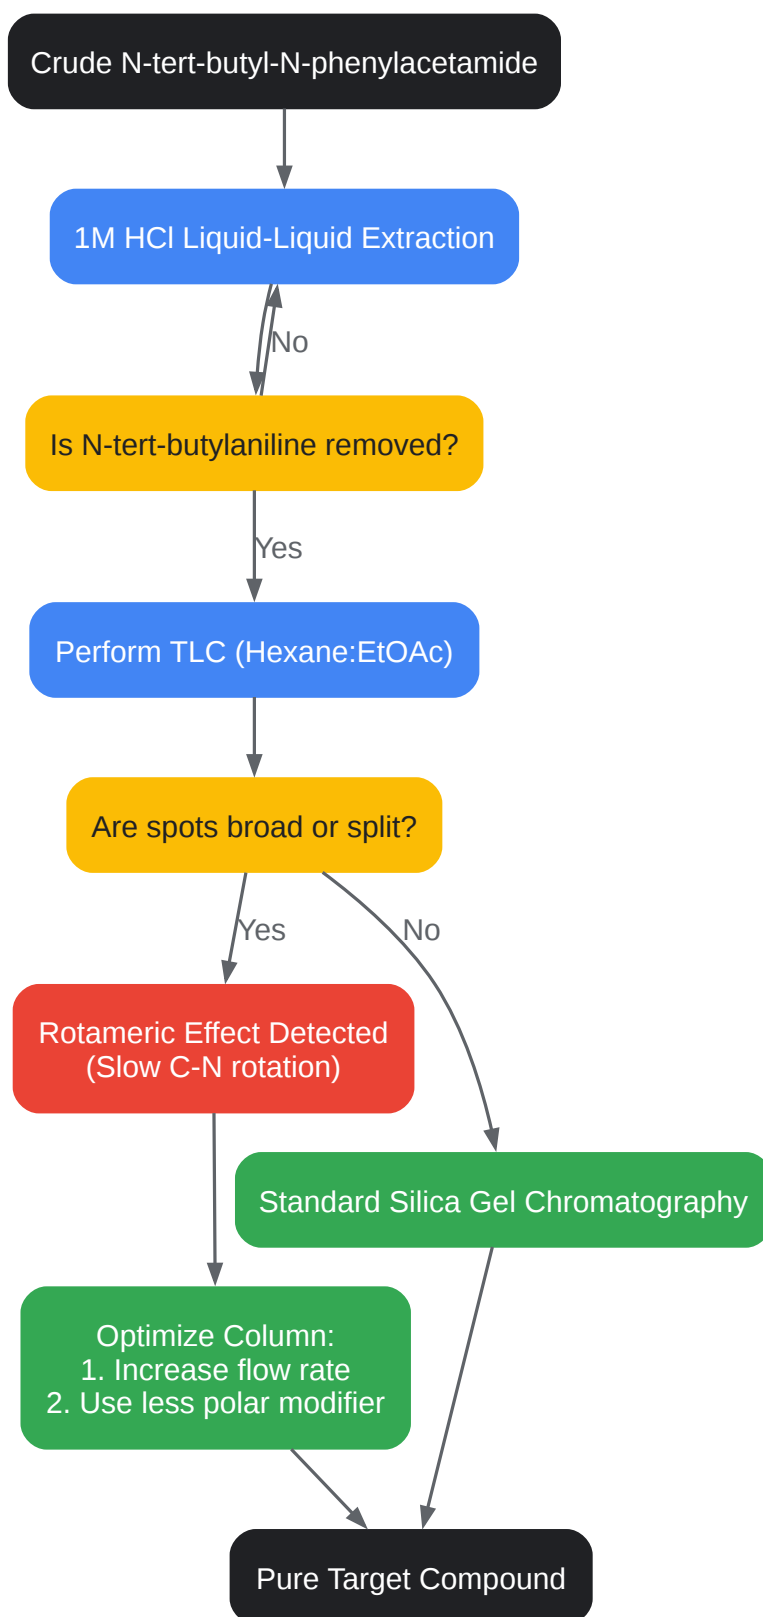 Crude N-tert-butyl-N-phenylacetamide
1M HCl Liquid-Liquid Extraction
No
Is N-tert-butylaniline removed?
Yes
Perform TLC (Hexane:EtOAc)
Are spots broad or split?
Yes
No
Rotameric Effect Detected
(Slow C-N rotation)
Standard Silica Gel Chromatography
Optimize Column:
1. Increase flow rate
2. Use less polar modifier
Pure Target Compound